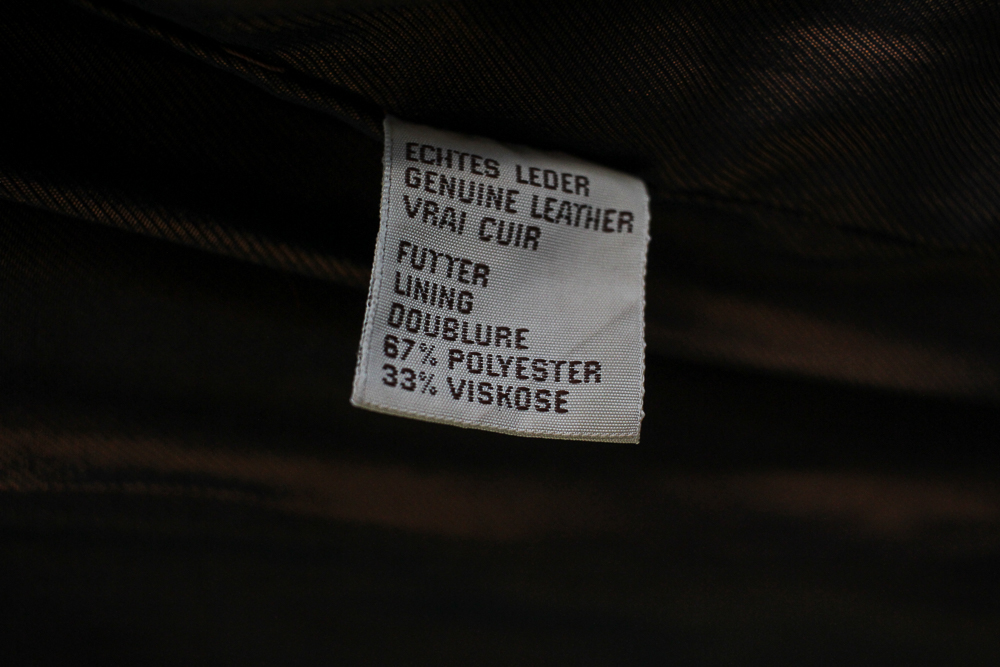 ECHTES LEDER
GENUINE LEATHER
VRAI CUIR
FUTTER
LINING
DOUBLURE
67% POLYESTER
33% VISKOSE